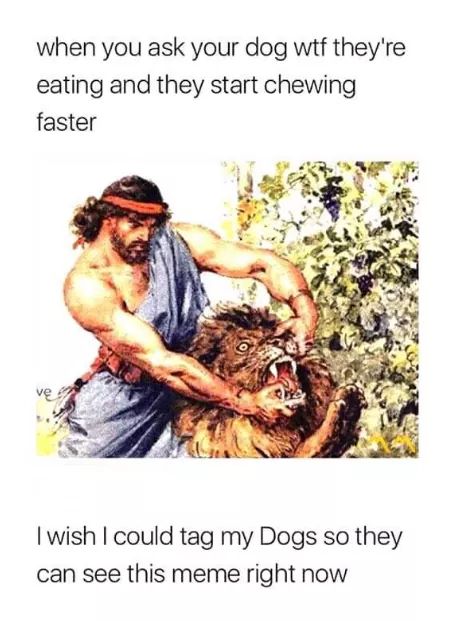 when you ask your dog wtf they're
eating and they start chewing
faster
ve
I wish I could tag my Dogs so they
can see this meme right now